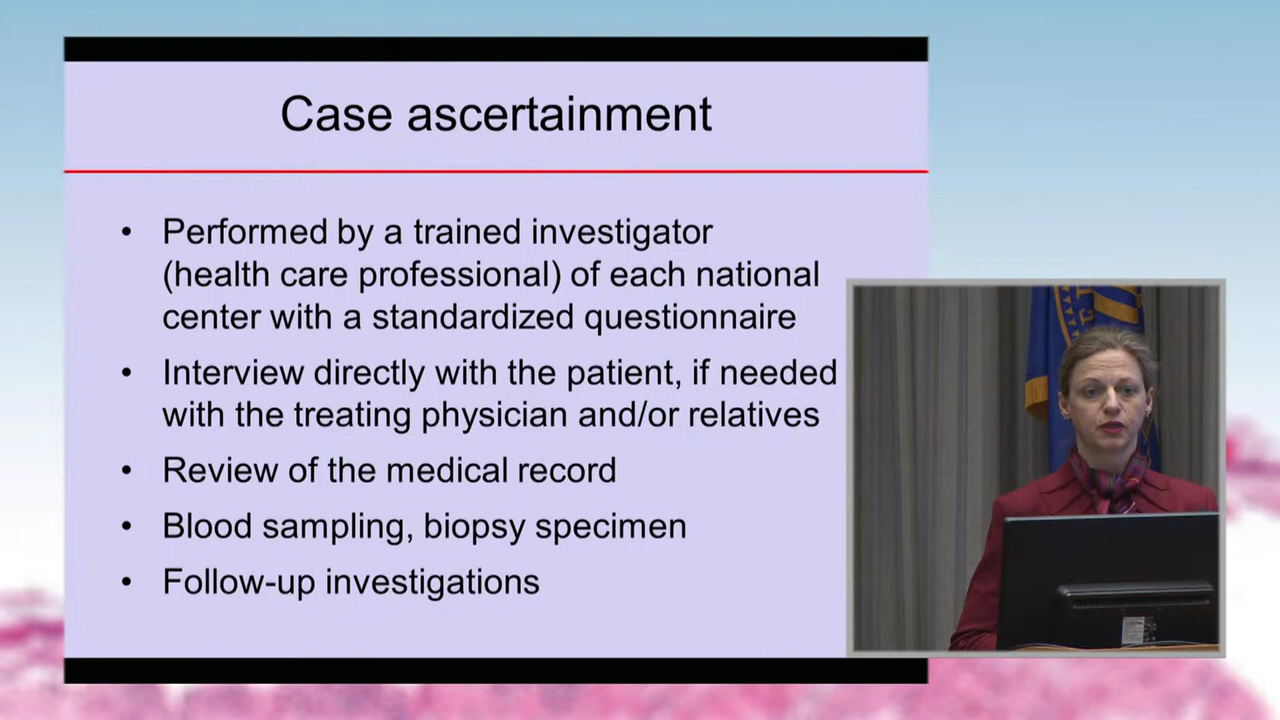 Case ascertainment
• Performed by a trained investigator
(health care professional) of each national
center with a standardized questionnaire
• Interview directly with the patient, if needed
with the treating physician and/or relatives
• Review of the medical record
• Blood sampling, biopsy specimen
• Follow-up investigations